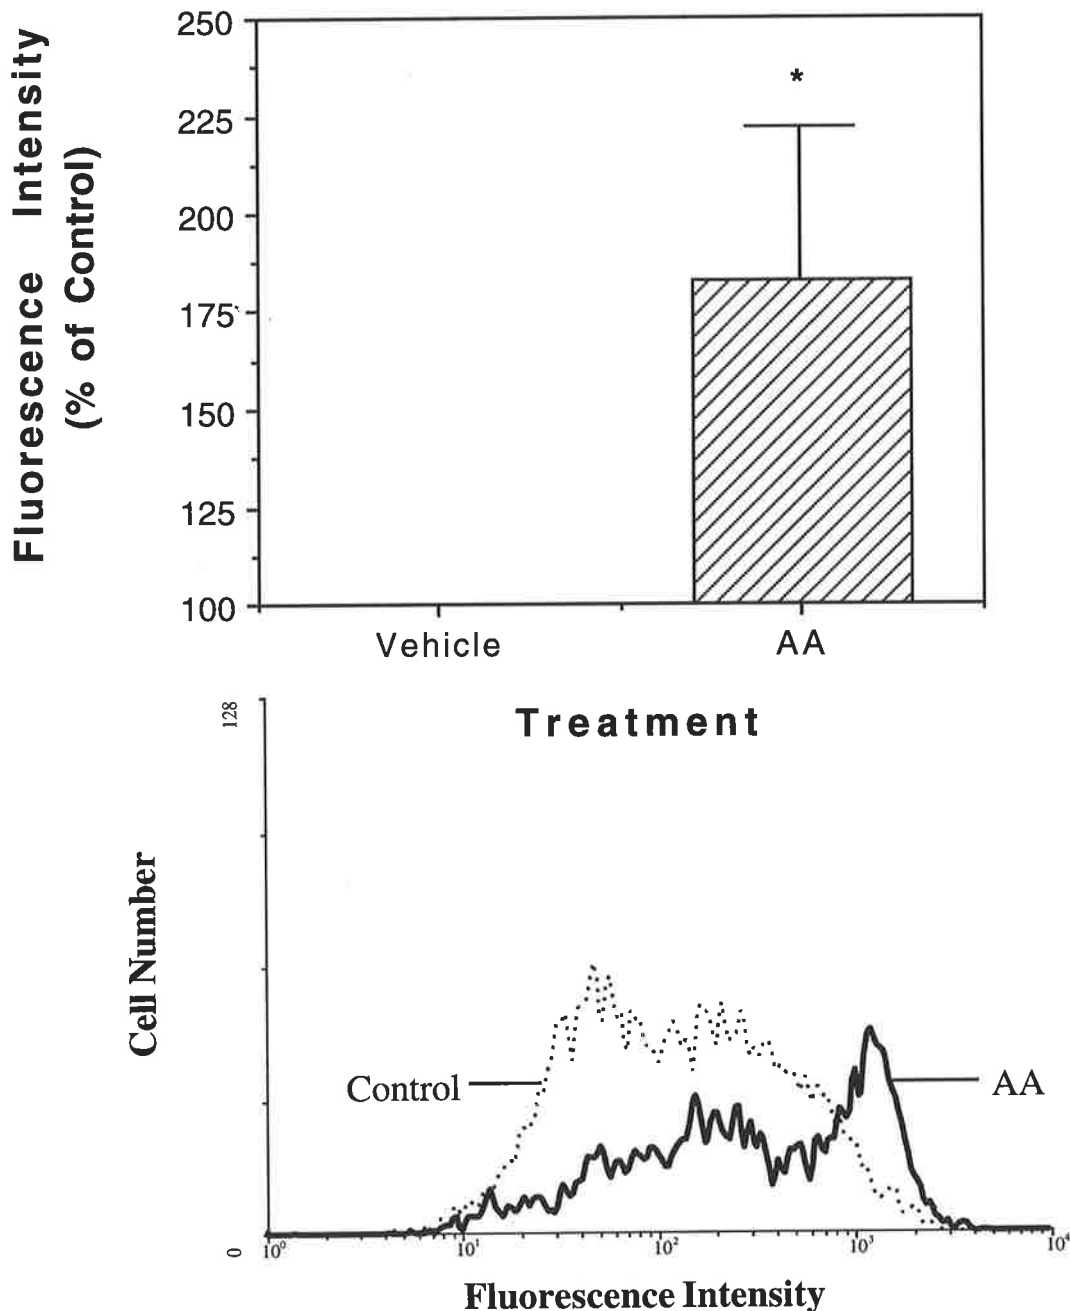 Fluorescence Intensity
(% of Control)
250
225
200
175
150
125
100
*
Vehicle
AA
Treatment
128
Cell Number
0
Control
AA
10⁰
10¹
10²
10³
10⁴
Fluorescence Intensity